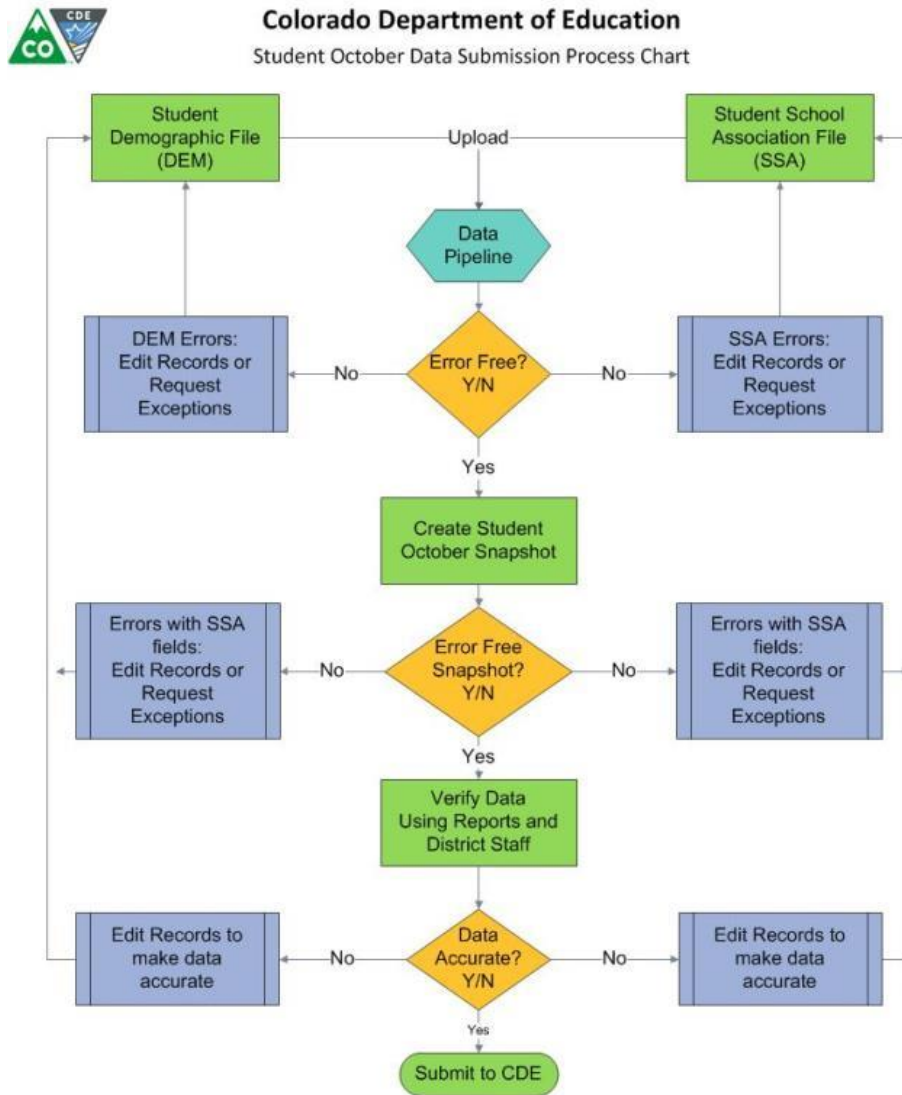 CO
CDE
Colorado Department of Education
Student October Data Submission Process Chart
Student
Demographic File
(DEM)
Upload
Student School
Association File
(SSA)
Data
Pipeline
DEM Errors:
Edit Records or
Request
Exceptions
No
Error Free?
Y/N
No
SSA Errors:
Edit Records or
Request
Exceptions
Yes
Create Student
October Snapshot
Errors with SSA
fields:
Edit Records or
Request
Exceptions
No
Error Free
Snapshot?
Y/N
No
Errors with SSA
fields:
Edit Records or
Request
Exceptions
Yes
Verify Data
Using Reports and
District Staff
Edit Records to
make data
accurate
No
Data
Accurate?
Y/N
No
Edit Records to
make data
accurate
Yes
Submit to CDE